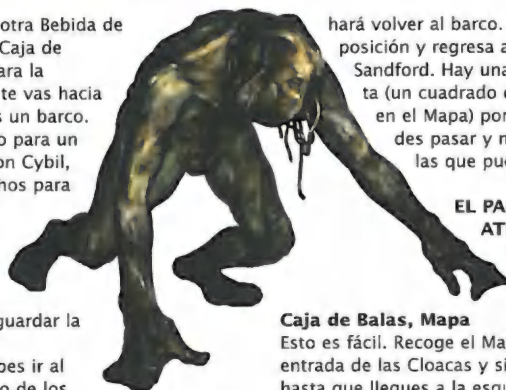 otra Bebida de
Caja de
ara la
te vas hacia
s un barco.
o para un
on Cybil,
hos para
guardar la
bes ir al
o de los
hará volver al barco.
posición y regresa a
Sandford. Hay una
ta (un cuadrado e
en el Mapa) por
des pasar y n
las que pue
EL PA
AT
Caja de Balas, Mapa
Esto es fácil. Recoge el Ma
entrada de las Cloacas y si
hasta que llegues a la esqu